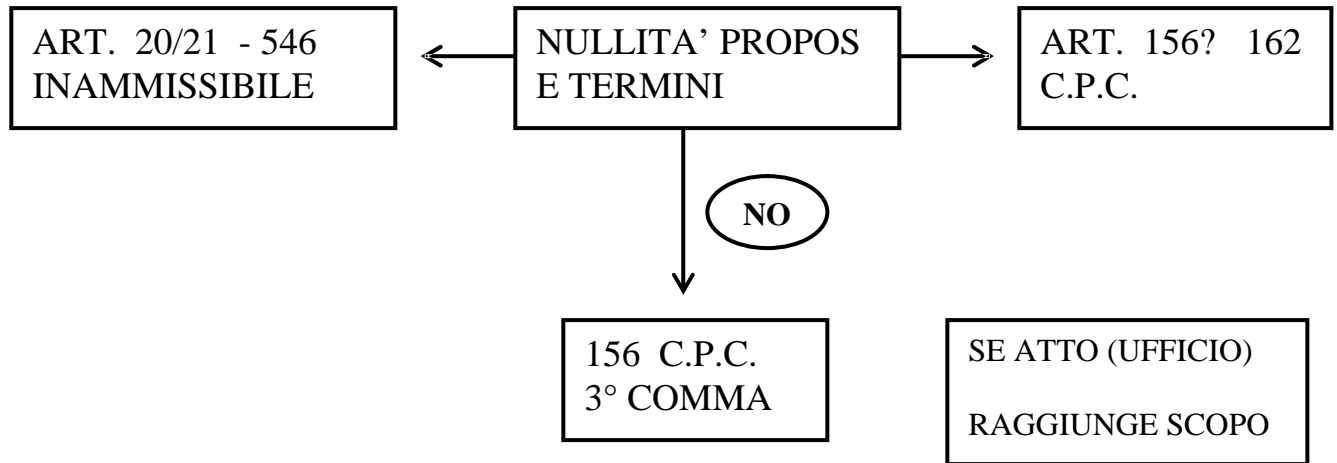 ART. 20/21 - 546
INAMMISSIBILE
NULLITA’ PROPOS
E TERMINI
ART. 156? 162
C.P.C.
NO
156 C.P.C.
3° COMMA
SE ATTO (UFFICIO)
RAGGIUNGE SCOPO